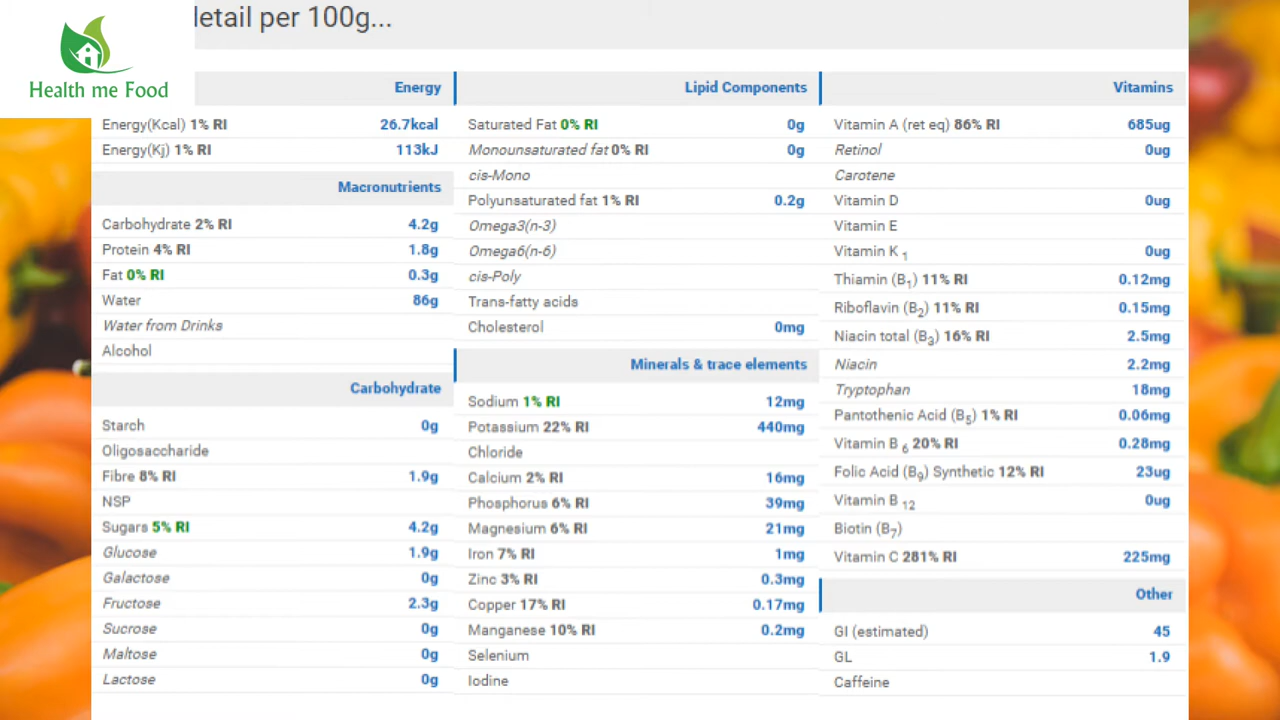 detail per 100g...
Health me Food
Energy
Energy(Kcal) 1% RI 26.7kcal
Energy(Kj) 1% RI 113kJ
Macronutrients
Carbohydrate 2% RI 4.2g
Protein 4% RI 1.8g
Fat 0% RI 0.3g
Water 86g
Water from Drinks
Alcohol
Carbohydrate
Starch 0g
Oligosaccharide
Fibre 8% RI 1.9g
NSP
Sugars 5% RI 4.2g
Glucose 1.9g
Galactose 0g
Fructose 2.3g
Sucrose 0g
Maltose 0g
Lactose 0g
Lipid Components
Saturated Fat 0% RI 0g
Monounsaturated fat 0% RI 0g
cis-Mono
Polyunsaturated fat 1% RI 0.2g
Omega3(n-3)
Omega6(n-6)
cis-Poly
Trans-fatty acids
Cholesterol 0mg
Minerals & trace elements
Sodium 1% RI 12mg
Potassium 22% RI 440mg
Chloride
Calcium 2% RI 16mg
Phosphorus 6% RI 39mg
Magnesium 6% RI 21mg
Iron 7% RI 1mg
Zinc 3% RI 0.3mg
Copper 17% RI 0.17mg
Manganese 10% RI 0.2mg
Selenium
Iodine
Vitamins
Vitamin A (ret eq) 86% RI 685ug
Retinol 0ug
Carotene
Vitamin D 0ug
Vitamin E
Vitamin K 1 0ug
Thiamin (B1) 11% RI 0.12mg
Riboflavin (B2) 11% RI 0.15mg
Niacin total (B3) 16% RI 2.5mg
Niacin 2.2mg
Tryptophan 18mg
Pantothenic Acid (B5) 1% RI 0.06mg
Vitamin B 6 20% RI 0.28mg
Folic Acid (B9) Synthetic 12% RI 23ug
Vitamin B 12 0ug
Biotin (B7)
Vitamin C 281% RI 225mg
Other
GI (estimated) 45
GL 1.9
Caffeine